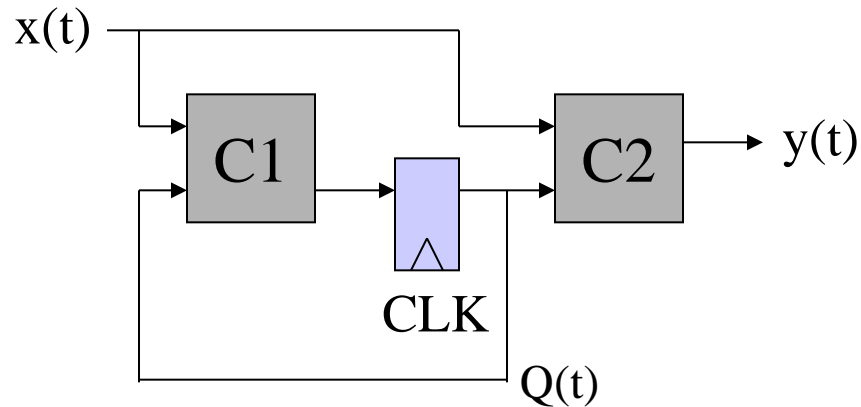 x(t)
C1
C2
y(t)
CLK
Q(t)